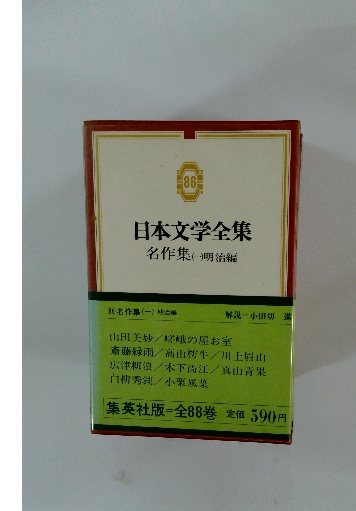 86
日本文学全集
名作集(一)明治編
86名作集(一) 明治編 解説=小田切 進
山田美妙/嵯峨の屋お室
斎藤緑雨/高山樗牛/川上眉山
広津柳浪/木下尚江/真山青果
白柳秀湖/小栗風葉
集英社版=全88巻 定価 590円